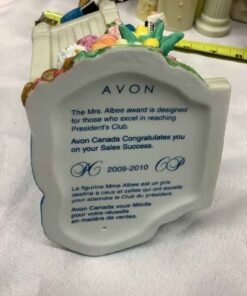 AVON
The Mrs. Albee award is designed
for those who excel in reaching
President's Club.
Avon Canada Congratulates you
on your Sales Success.
PC 2009-2010 CP
La figurine Mme Albee est un prix
destiné à ceux et celles qui ont excellé
pour atteindre le Club du président.
Avon Canada vous félicite
pour votre réussite
en matière de ventes.